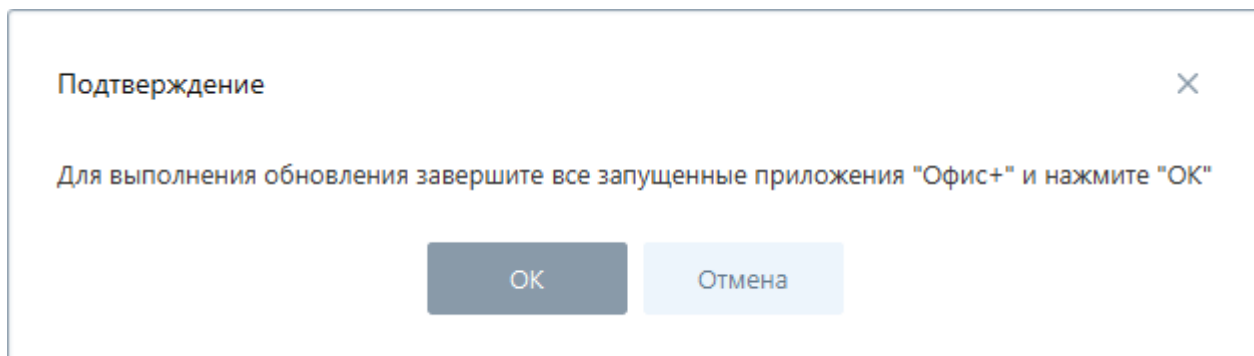 Подтверждение
Для выполнения обновления завершите все запущенные приложения "Офис+" и нажмите "ОК"
ОК
Отмена